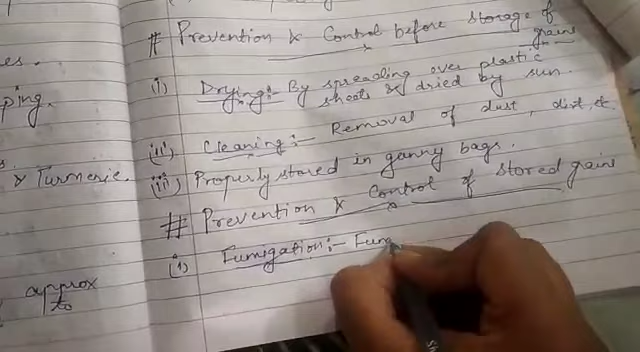 es.
ping.
& Turmeric.
approx
to
# Prevention & Control before storage of
grains
(i) Drying:- By spreading over plastic
sheets & dried by sun.
(ii) Cleaning:- Removal of dust, dirt, etc.
(iii) Properly stored in gunny bags.
# Prevention & Control of stored grain
(i) Fumigation:- Fum